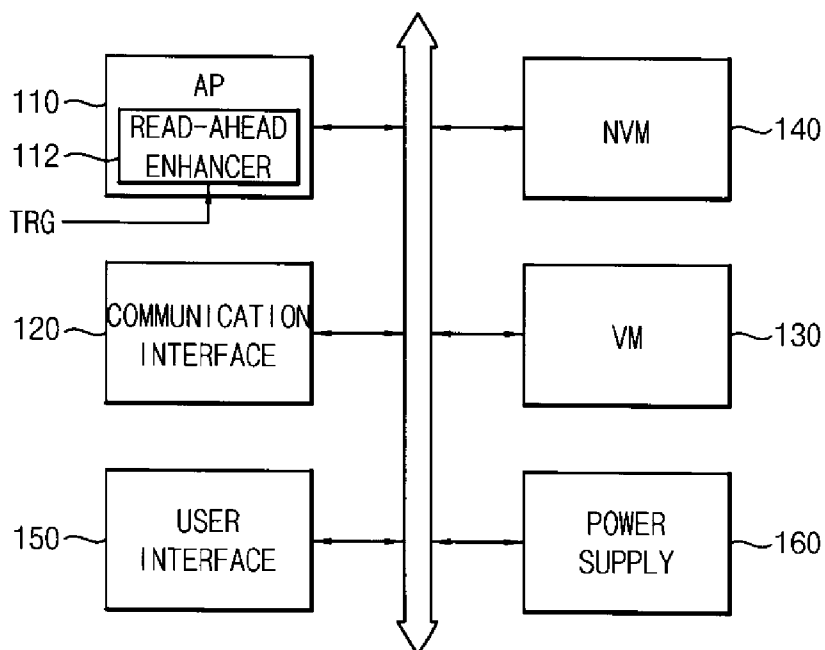 AP
110
READ-AHEAD
112
ENHANCER
TRG
NVM
140
120
COMMUNICATION
INTERFACE
VM
130
150
USER
INTERFACE
POWER
SUPPLY
160